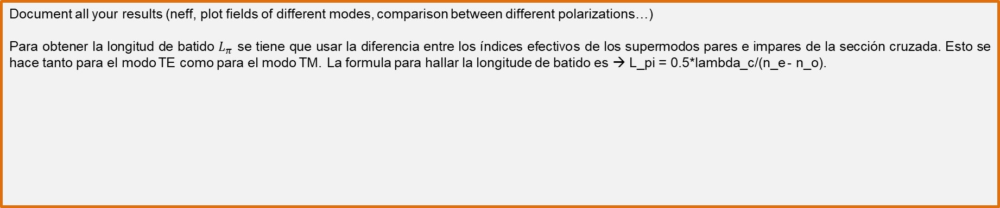 Document all your results (neff, plot fields of different modes, comparison between different polarizations…)
Para obtener la longitud de batido 𝐿𝜋 se tiene que usar la diferencia entre los índices efectivos de los supermodos pares e impares de la sección cruzada. Esto se
hace tanto para el modo TE como para el modo TM. La formula para hallar la longitude de batido es → L_pi = 0.5*lambda_c/(n_e - n_o).